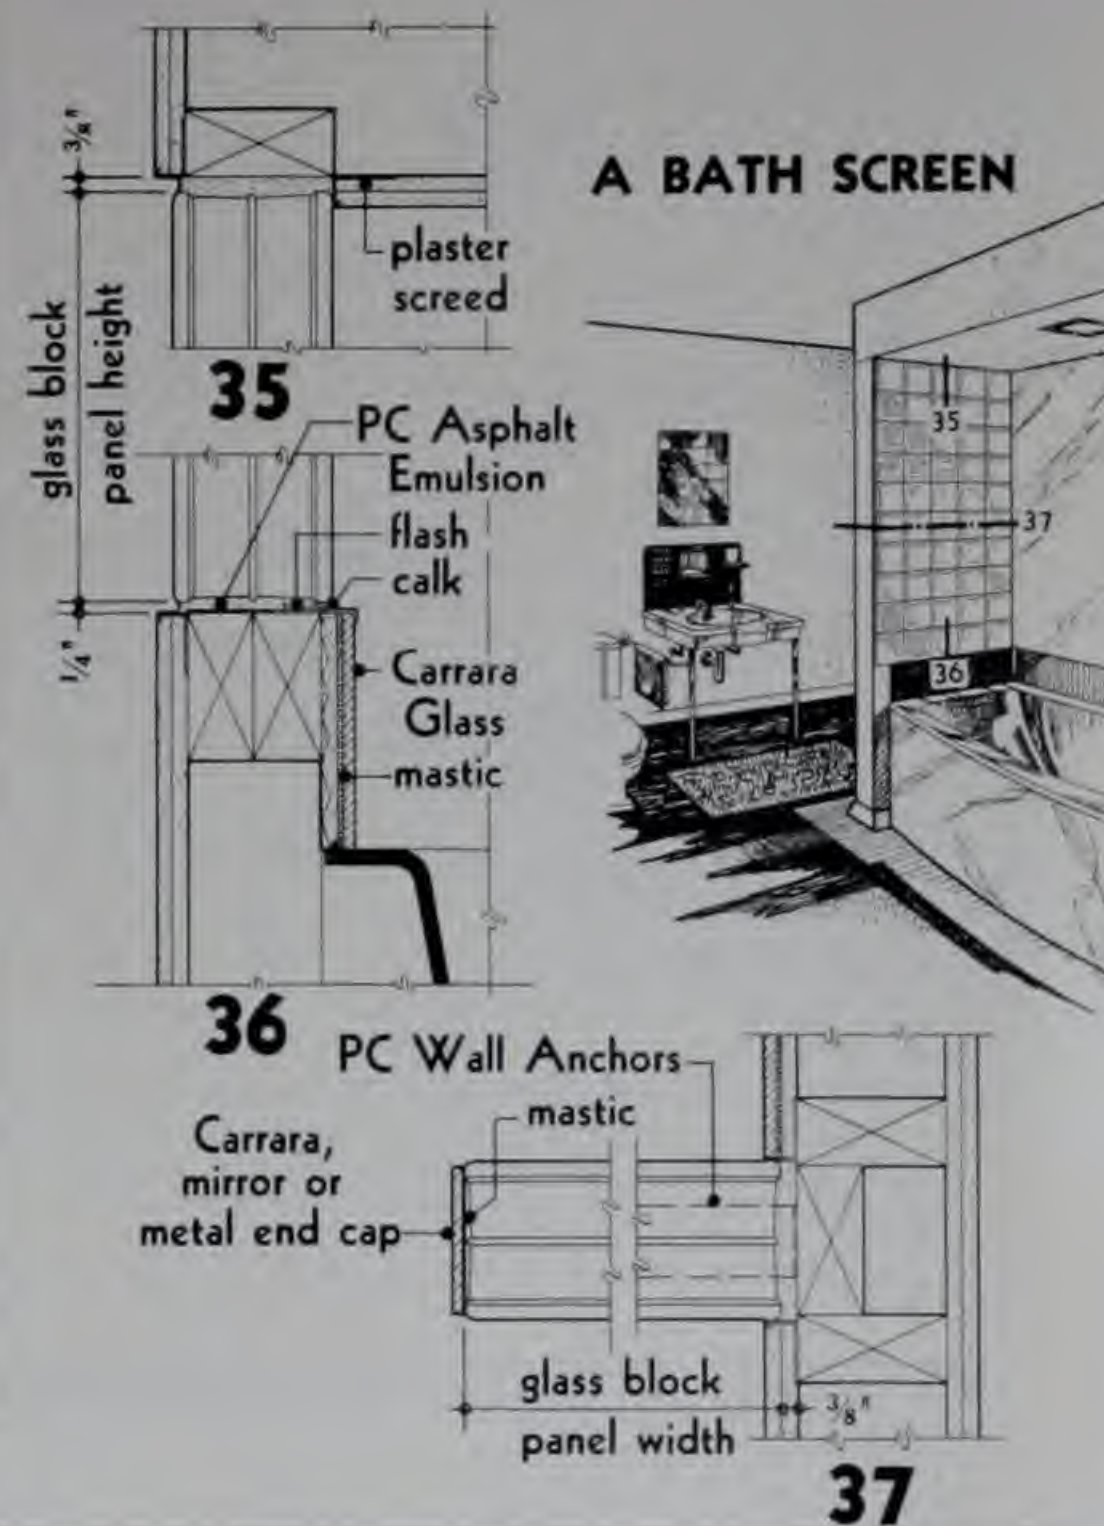 A BATH SCREEN
3/8"
plaster
screed
glass block
panel height
35
PC Asphalt
Emulsion
flash
calk
1/4"
Carrara
Glass
mastic
36
35
37
36
PC Wall Anchors
mastic
Carrara,
mirror or
metal end cap
glass block
panel width
3/8"
37